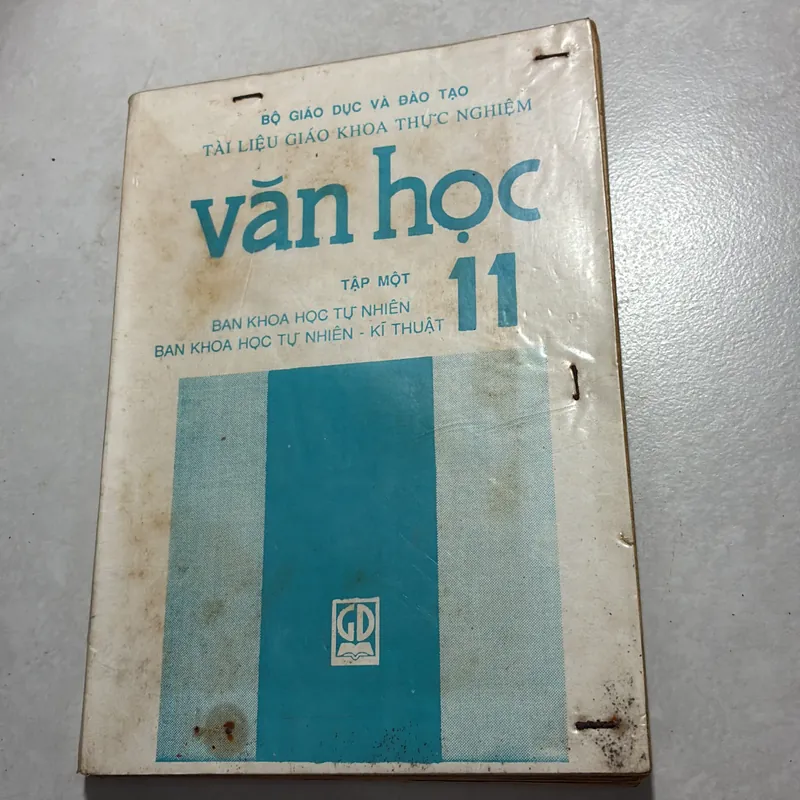 BỘ GIÁO DỤC VÀ ĐÀO TẠO
TÀI LIỆU GIÁO KHOA THỰC NGHIỆM
văn học
TẬP MỘT
11
BAN KHOA HỌC TỰ NHIÊN
BAN KHOA HỌC TỰ NHIÊN - KĨ THUẬT
GD